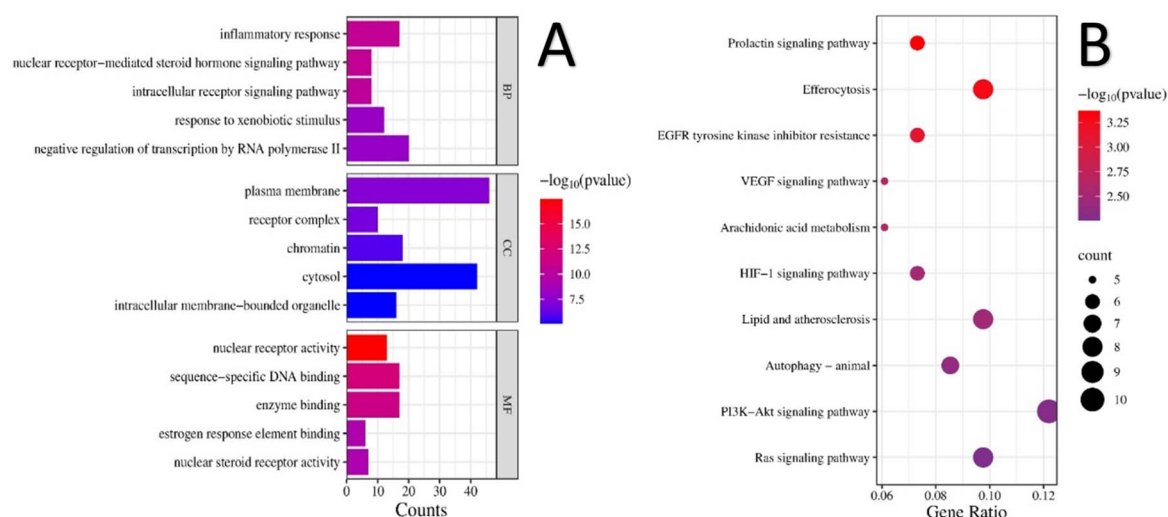 A
inflammatory response
nuclear receptor−mediated steroid hormone signaling pathway
intracellular receptor signaling pathway
response to xenobiotic stimulus
negative regulation of transcription by RNA polymerase II
BP
plasma membrane
receptor complex
chromatin
cytosol
intracellular membrane−bounded organelle
CC
nuclear receptor activity
sequence−specific DNA binding
enzyme binding
estrogen response element binding
nuclear steroid receptor activity
MF
0 10 20 30 40
Counts
−log10(pvalue)
15.0
12.5
10.0
7.5
B
Prolactin signaling pathway
Efferocytosis
EGFR tyrosine kinase inhibitor resistance
VEGF signaling pathway
Arachidonic acid metabolism
HIF−1 signaling pathway
Lipid and atherosclerosis
Autophagy − animal
PI3K−Akt signaling pathway
Ras signaling pathway
0.06 0.08 0.10 0.12
Gene Ratio
−log10(pvalue)
3.25
3.00
2.75
2.50
count
5
6
7
8
9
10